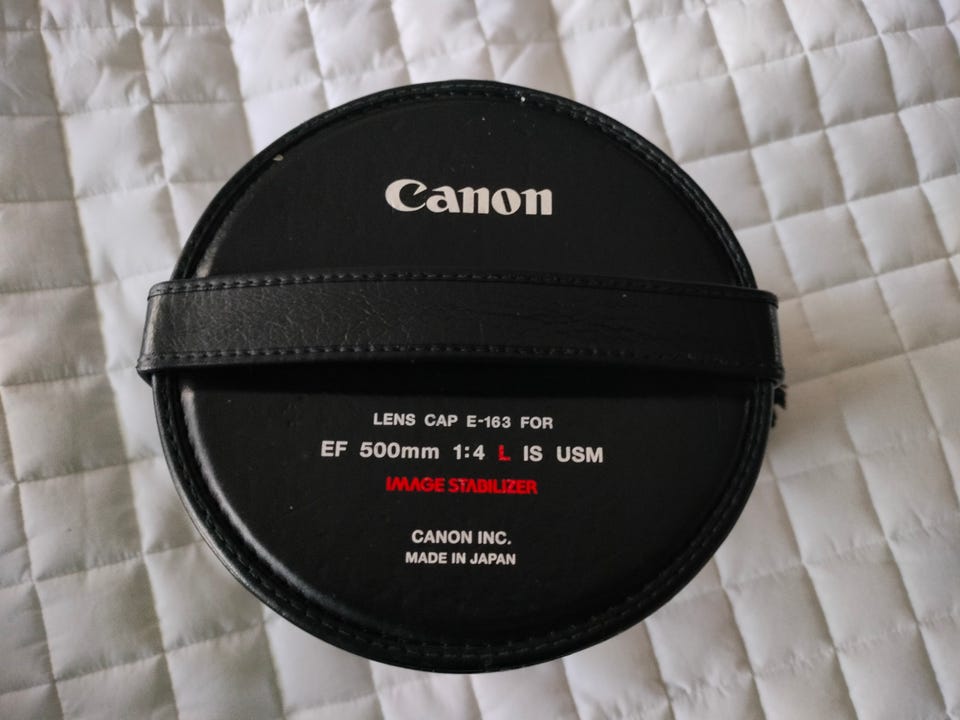 Canon
LENS CAP E-163 FOR
EF 500mm 1:4 L IS USM
IMAGE STABILIZER
CANON INC.
MADE IN JAPAN